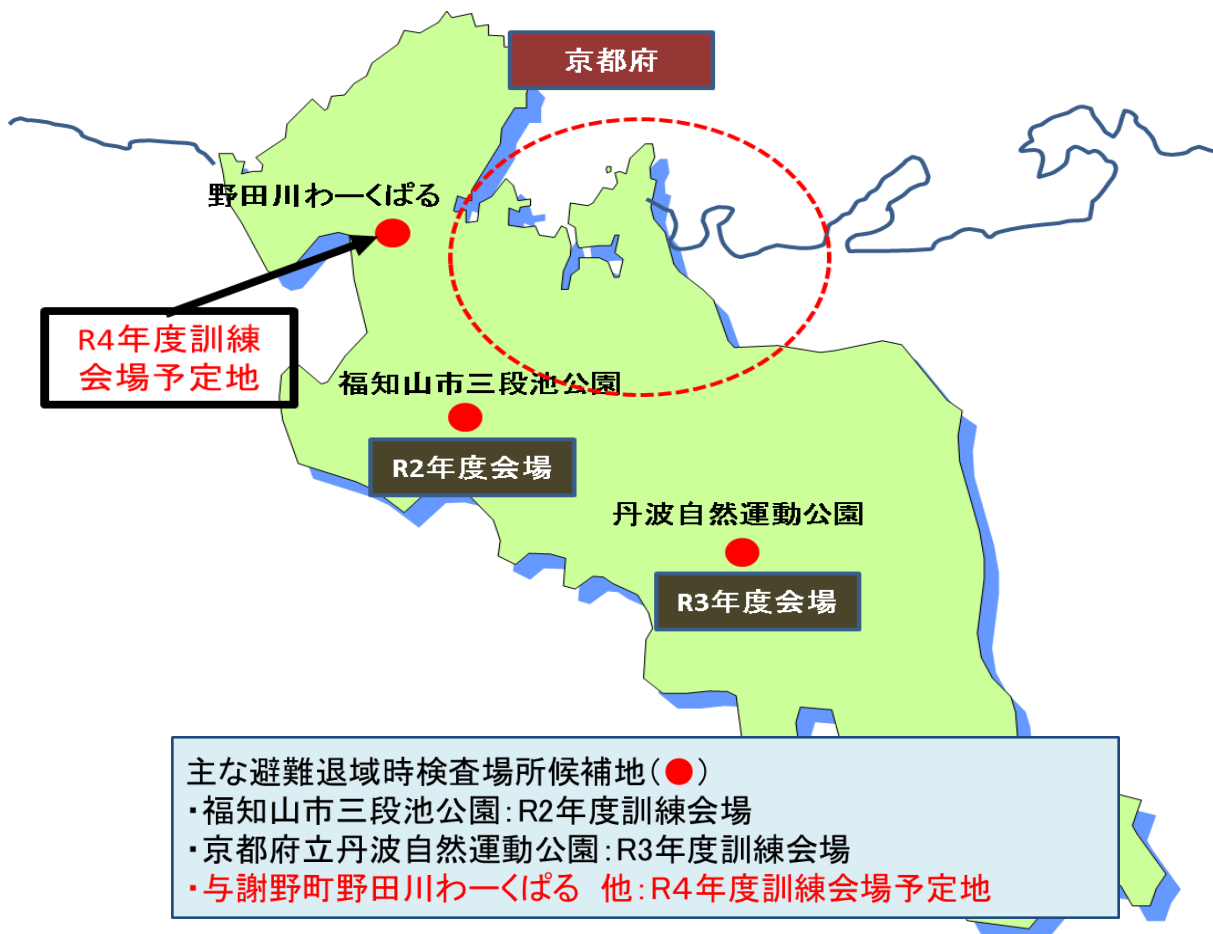 京都府
野田川わーくぱる
R4年度訓練
会場予定地
福知山市三段池公園
R2年度会場
丹波自然運動公園
R3年度会場
主な避難退域時検査場所候補地(●)
・福知山市三段池公園:R2年度訓練会場
・京都府立丹波自然運動公園:R3年度訓練会場
・与謝野町野田川わーくぱる 他:R4年度訓練会場予定地